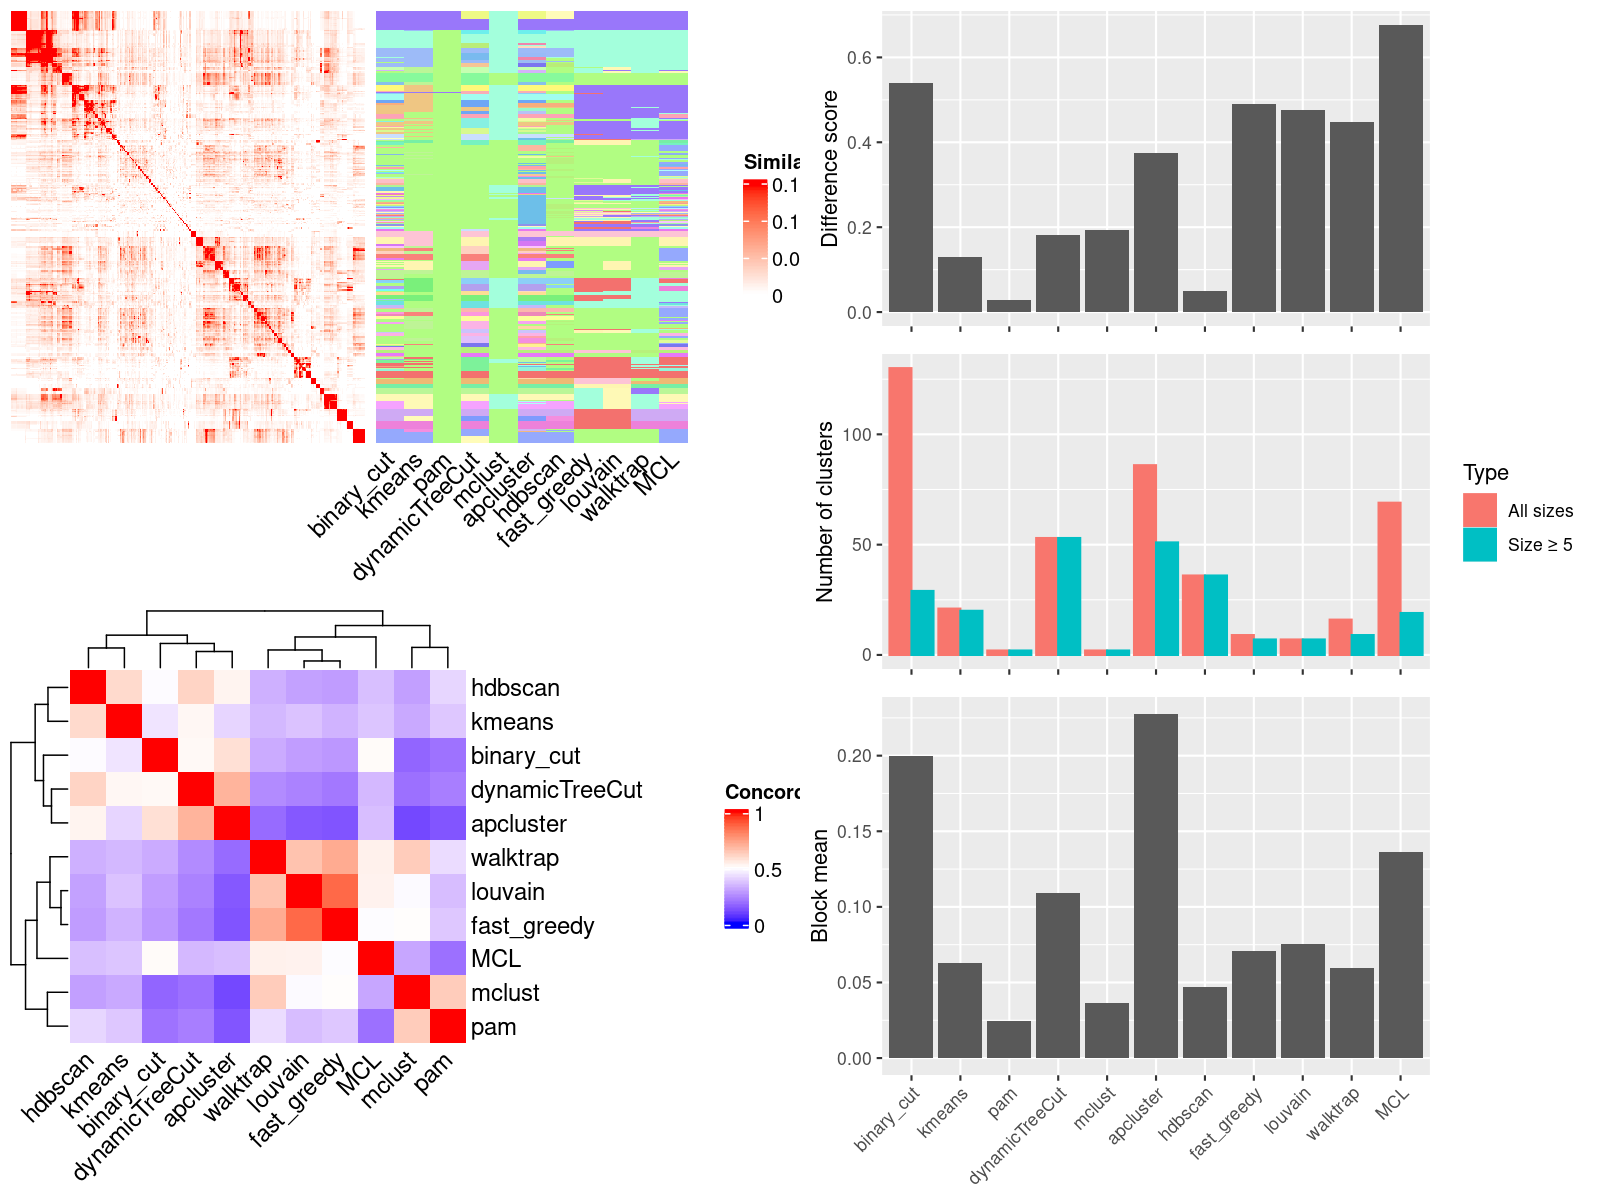 Simila
0.1
0.1
0.0
0
binary_cut
kmeans
pam
dynamicTreeCut
mclust
apcluster
hdbscan
fast_greedy
louvain
walktrap
MCL
hdbscan
kmeans
binary_cut
dynamicTreeCut
apcluster
walktrap
louvain
fast_greedy
MCL
mclust
pam
hdbscan
kmeans
binary_cut
dynamicTreeCut
apcluster
walktrap
louvain
fast_greedy
MCL
mclust
pam
Concord
1
0.5
0
Difference score
0.6
0.4
0.2
0.0
Number of clusters
100
50
0
Type
All sizes
Size ≥ 5
Block mean
0.20
0.15
0.10
0.05
0.00
binary_cut
kmeans
pam
dynamicTreeCut
mclust
apcluster
hdbscan
fast_greedy
louvain
walktrap
MCL